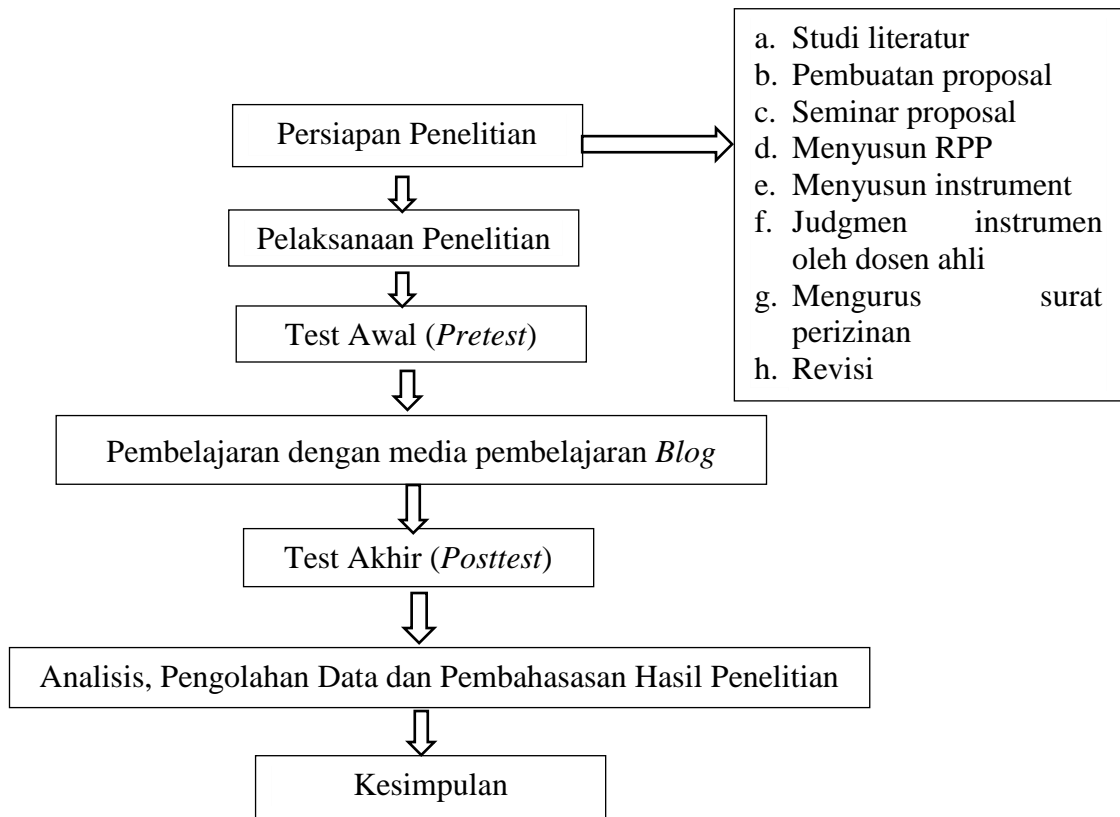 a. Studi literatur
b. Pembuatan proposal
c. Seminar proposal
d. Menyusun RPP
e. Menyusun instrument
f. Judgmen instrumen
oleh dosen ahli
g. Mengurus surat
perizinan
h. Revisi
Persiapan Penelitian
Pelaksanaan Penelitian
Test Awal (Pretest)
Pembelajaran dengan media pembelajaran Blog
Test Akhir (Posttest)
Analisis, Pengolahan Data dan Pembahasasan Hasil Penelitian
Kesimpulan